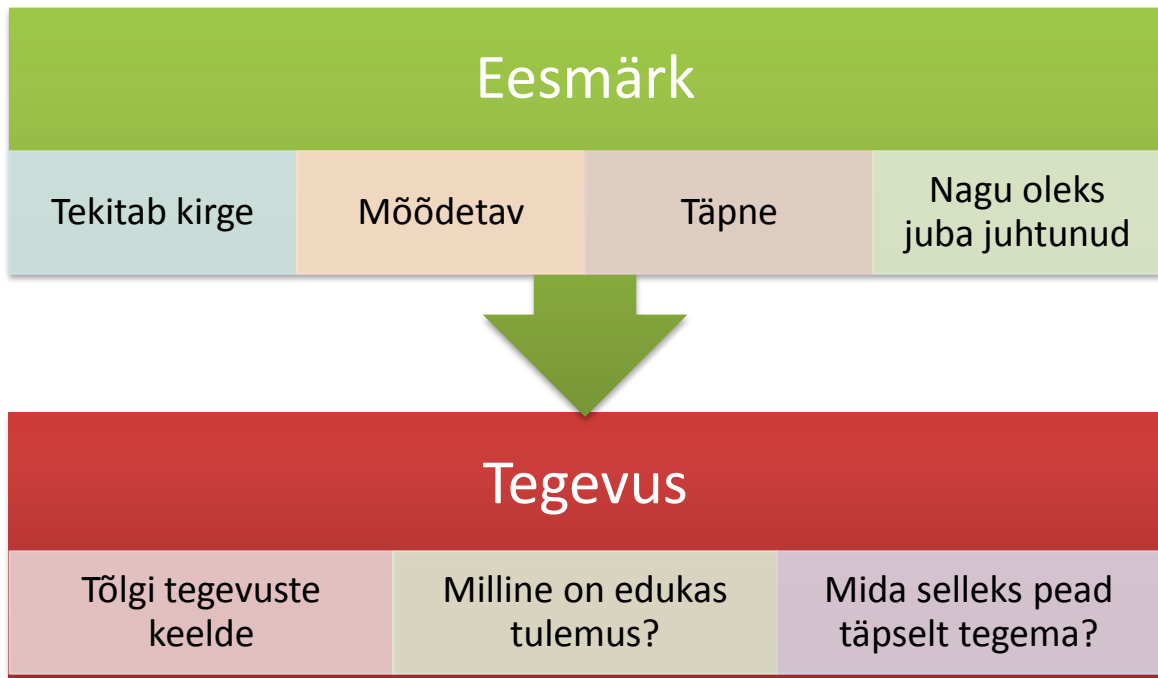 Eesmärk
Tekitab kirge
Mõõdetav
Täpne
Nagu oleks
juba juhtunud
Tegevus
Tõlgi tegevuste
keelde
Milline on edukas
tulemus?
Mida selleks pead
täpselt tegema?